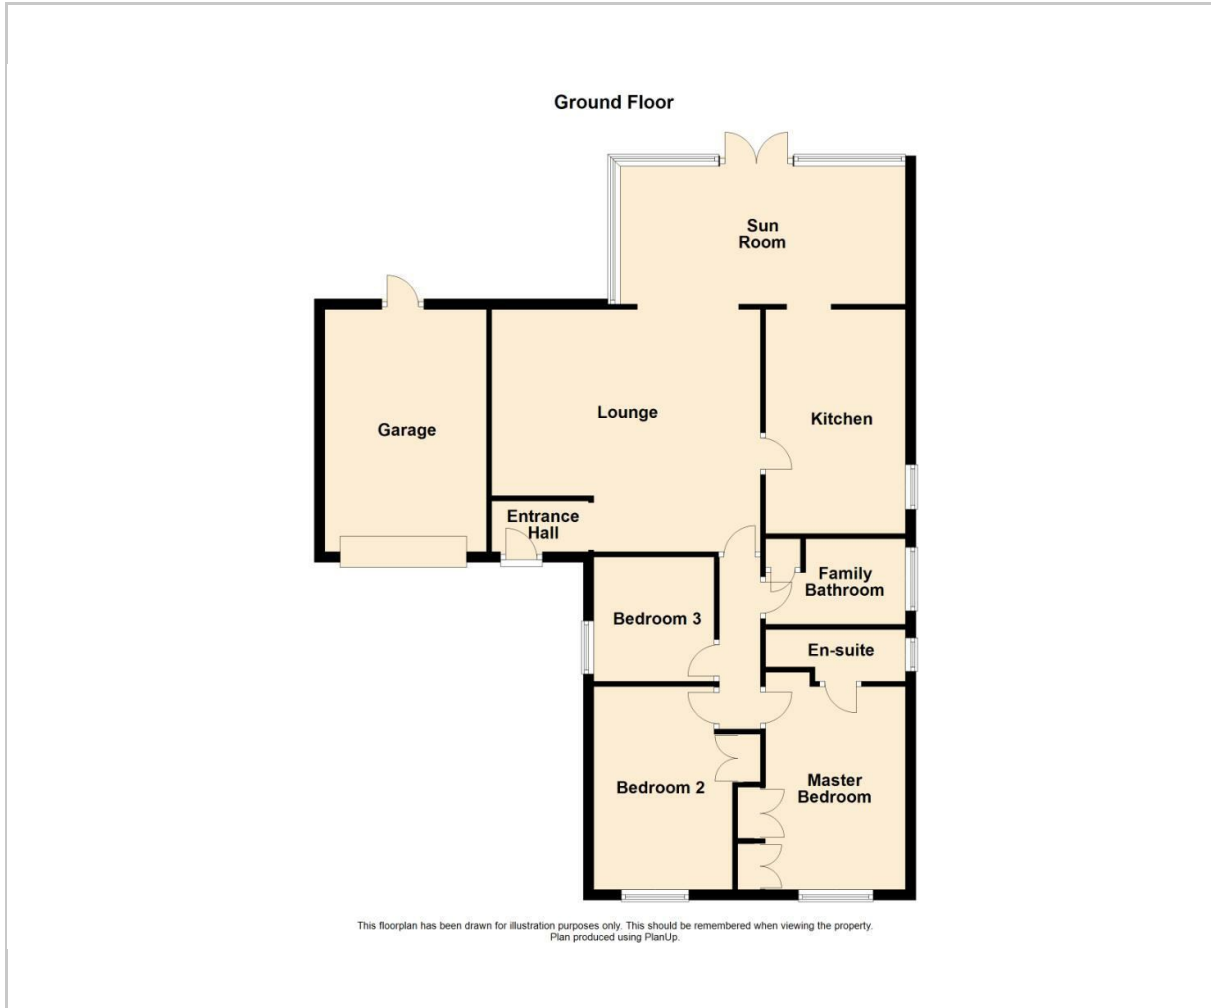 Ground Floor
Sun
Room
Lounge
Kitchen
Garage
Entrance
Hall
Family
Bathroom
Bedroom 3
En-suite
Bedroom 2
Master
Bedroom
This floorplan has been drawn for illustration purposes only. This should be remembered when viewing the property.
Plan produced using PlanUp.